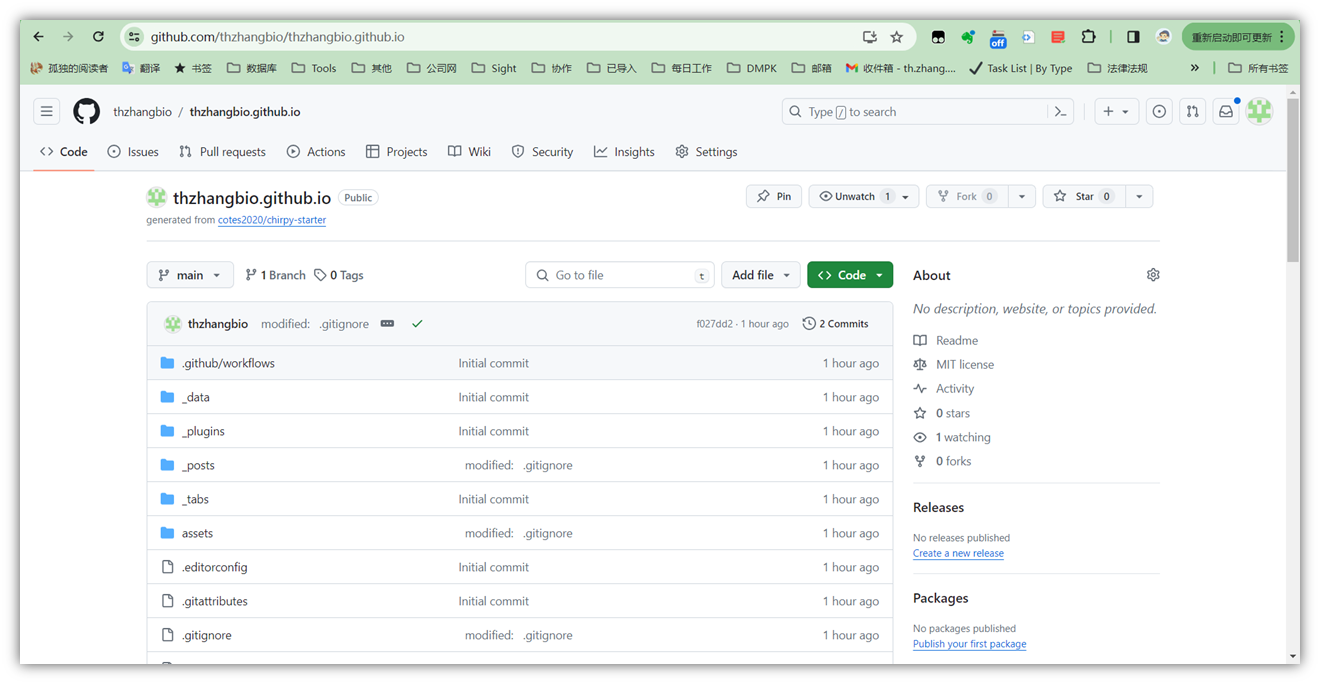 github.com/thzhangbio/thzhangbio.github.io
off
重新启动即可更新
孤独的阅读者 翻译 书签 数据库 Tools 其他 公司网 Sight 协作 已导入 每日工作 DMPK 邮箱 收件箱 - th.zhang.... Task List | By Type 法律法规 » 所有书签
thzhangbio / thzhangbio.github.io
Type / to search
Code Issues Pull requests Actions Projects Wiki Security Insights Settings
thzhangbio.github.io Public
Pin Unwatch 1 Fork 0 Star 0
generated from cotes2020/chirpy-starter
main 1 Branch 0 Tags
Go to file t
Add file
Code
thzhangbio modified: .gitignore f027dd2 · 1 hour ago 2 Commits
.github/workflows Initial commit 1 hour ago
_data Initial commit 1 hour ago
_plugins Initial commit 1 hour ago
_posts modified: .gitignore 1 hour ago
_tabs Initial commit 1 hour ago
assets modified: .gitignore 1 hour ago
.editorconfig Initial commit 1 hour ago
.gitattributes Initial commit 1 hour ago
.gitignore modified: .gitignore 1 hour ago
About
No description, website, or topics provided.
Readme
MIT license
Activity
0 stars
1 watching
0 forks
Releases
No releases published
Create a new release
Packages
No packages published
Publish your first package